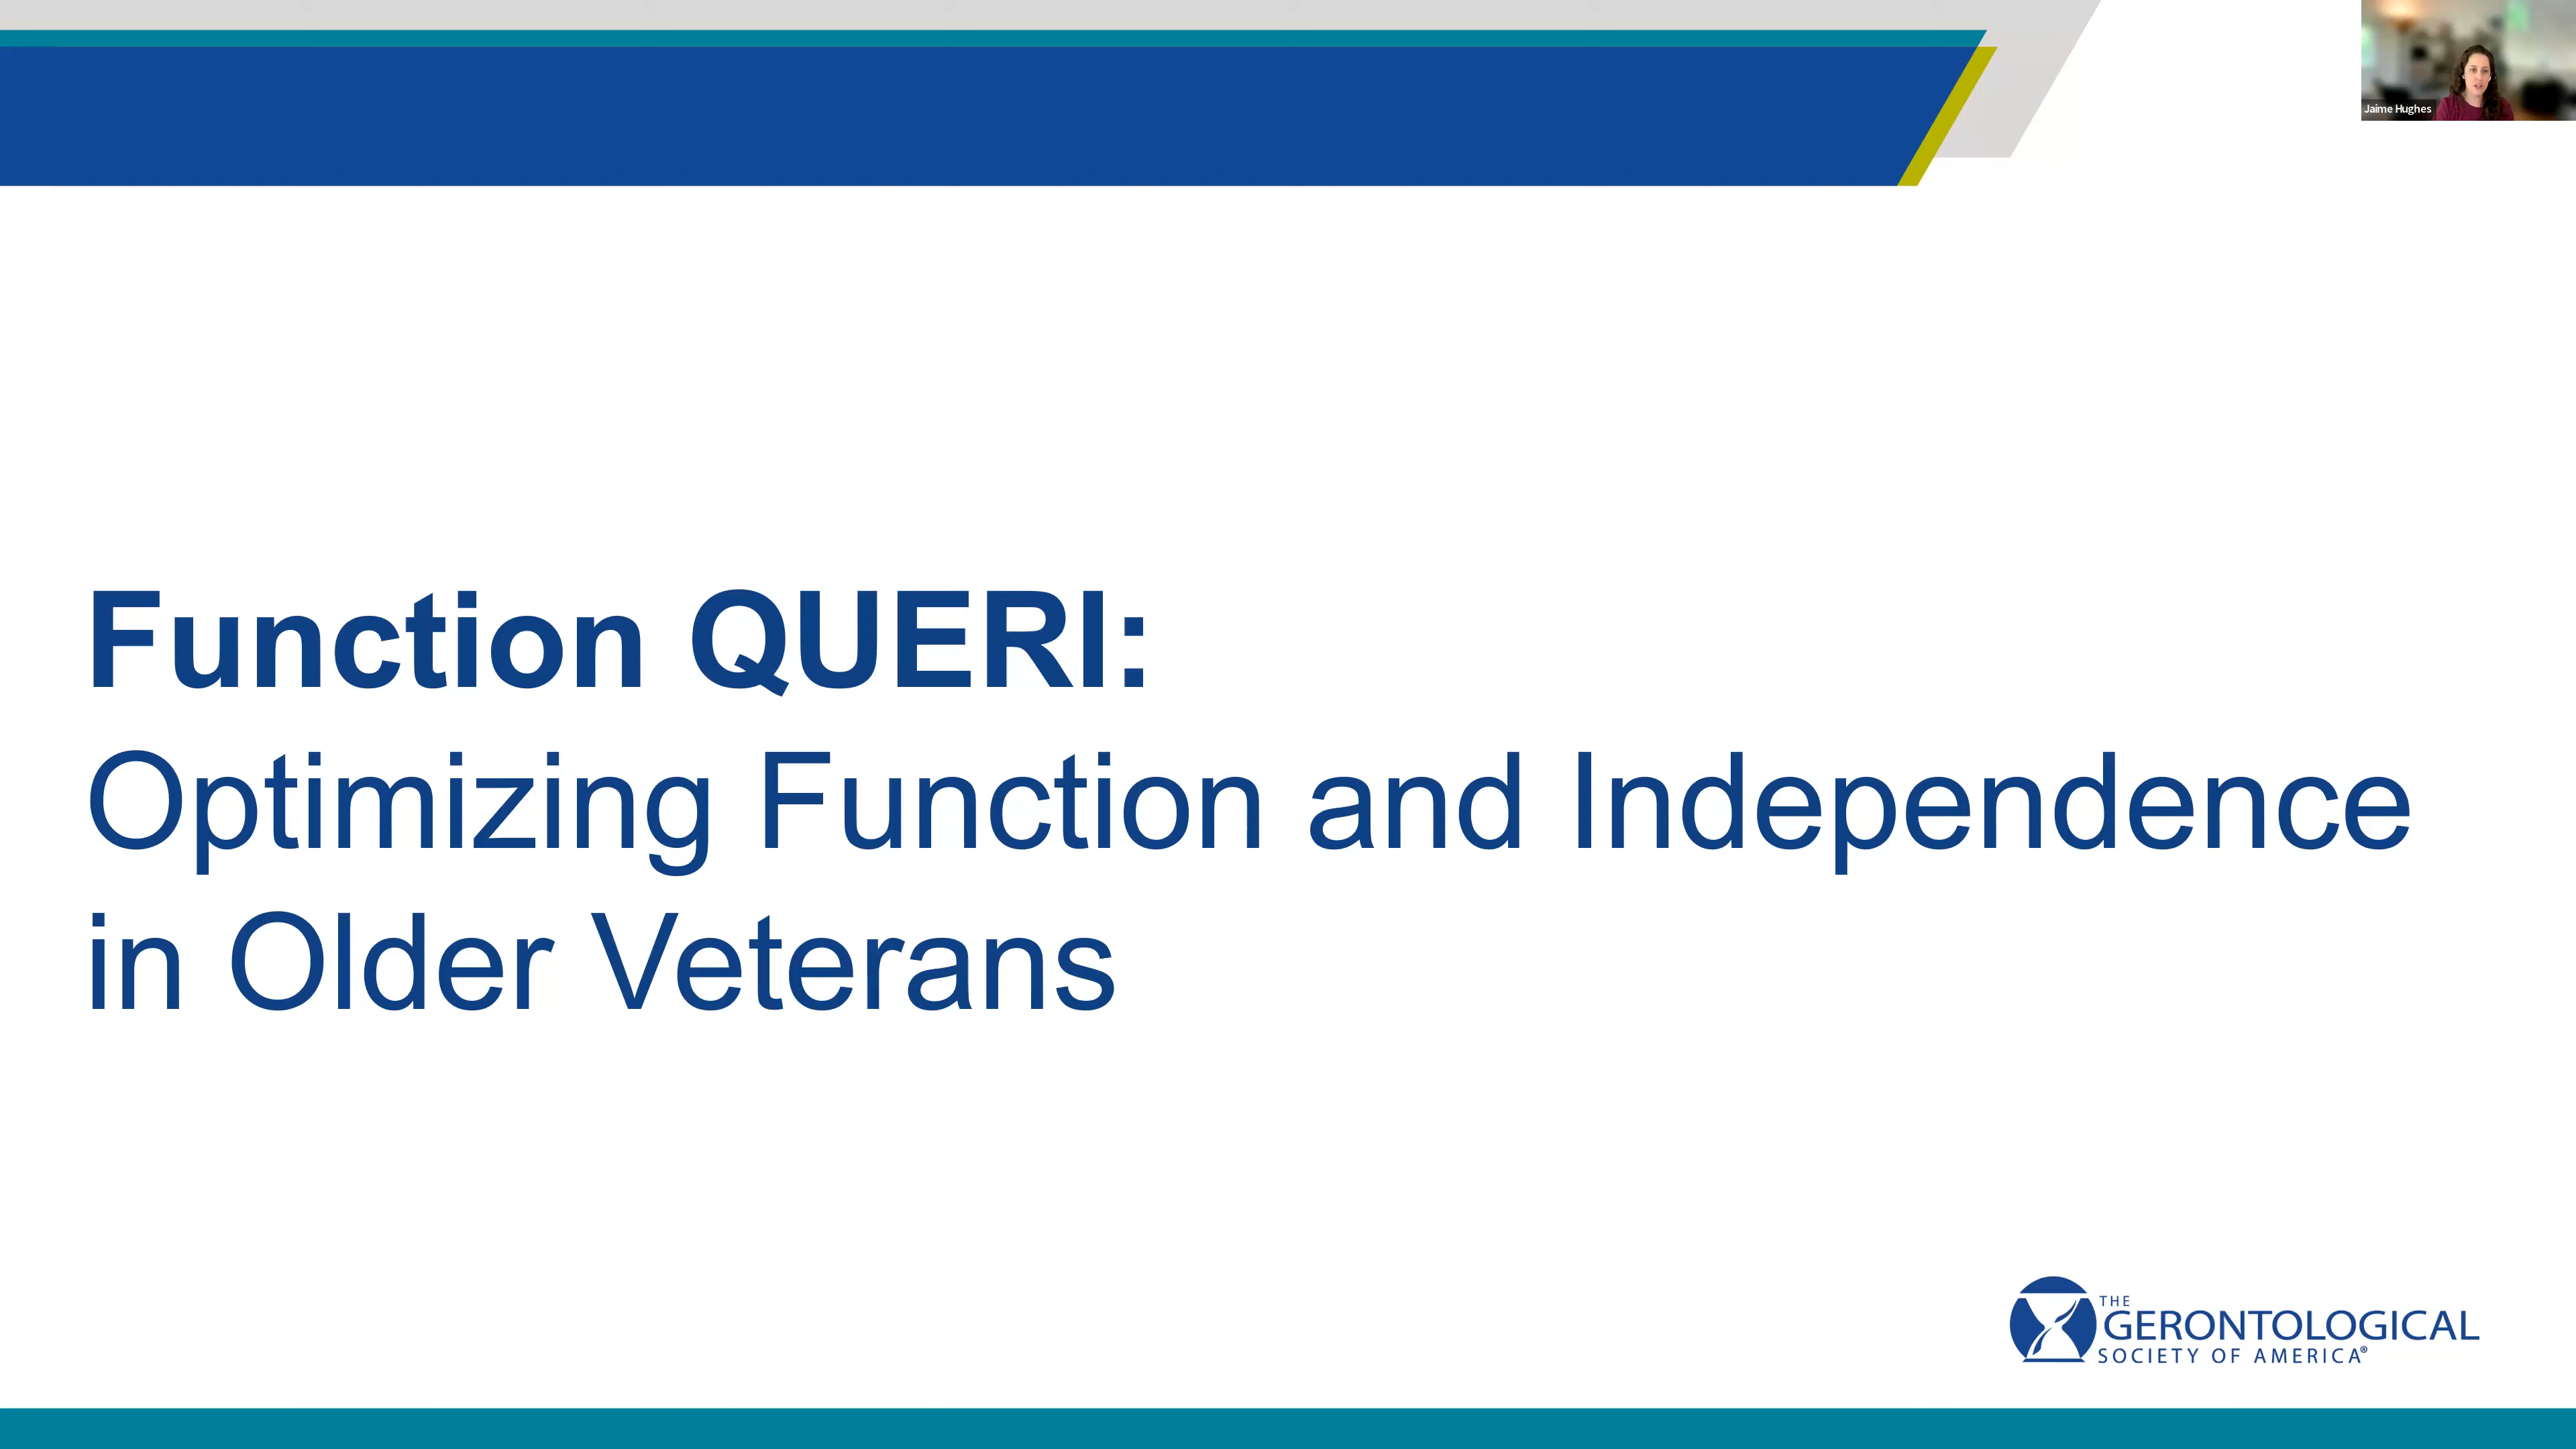 Jaime Hughes
Function QUERI:
Optimizing Function and Independence
in Older Veterans
THE
GERONTOLOGICAL
SOCIETY OF AMERICA®